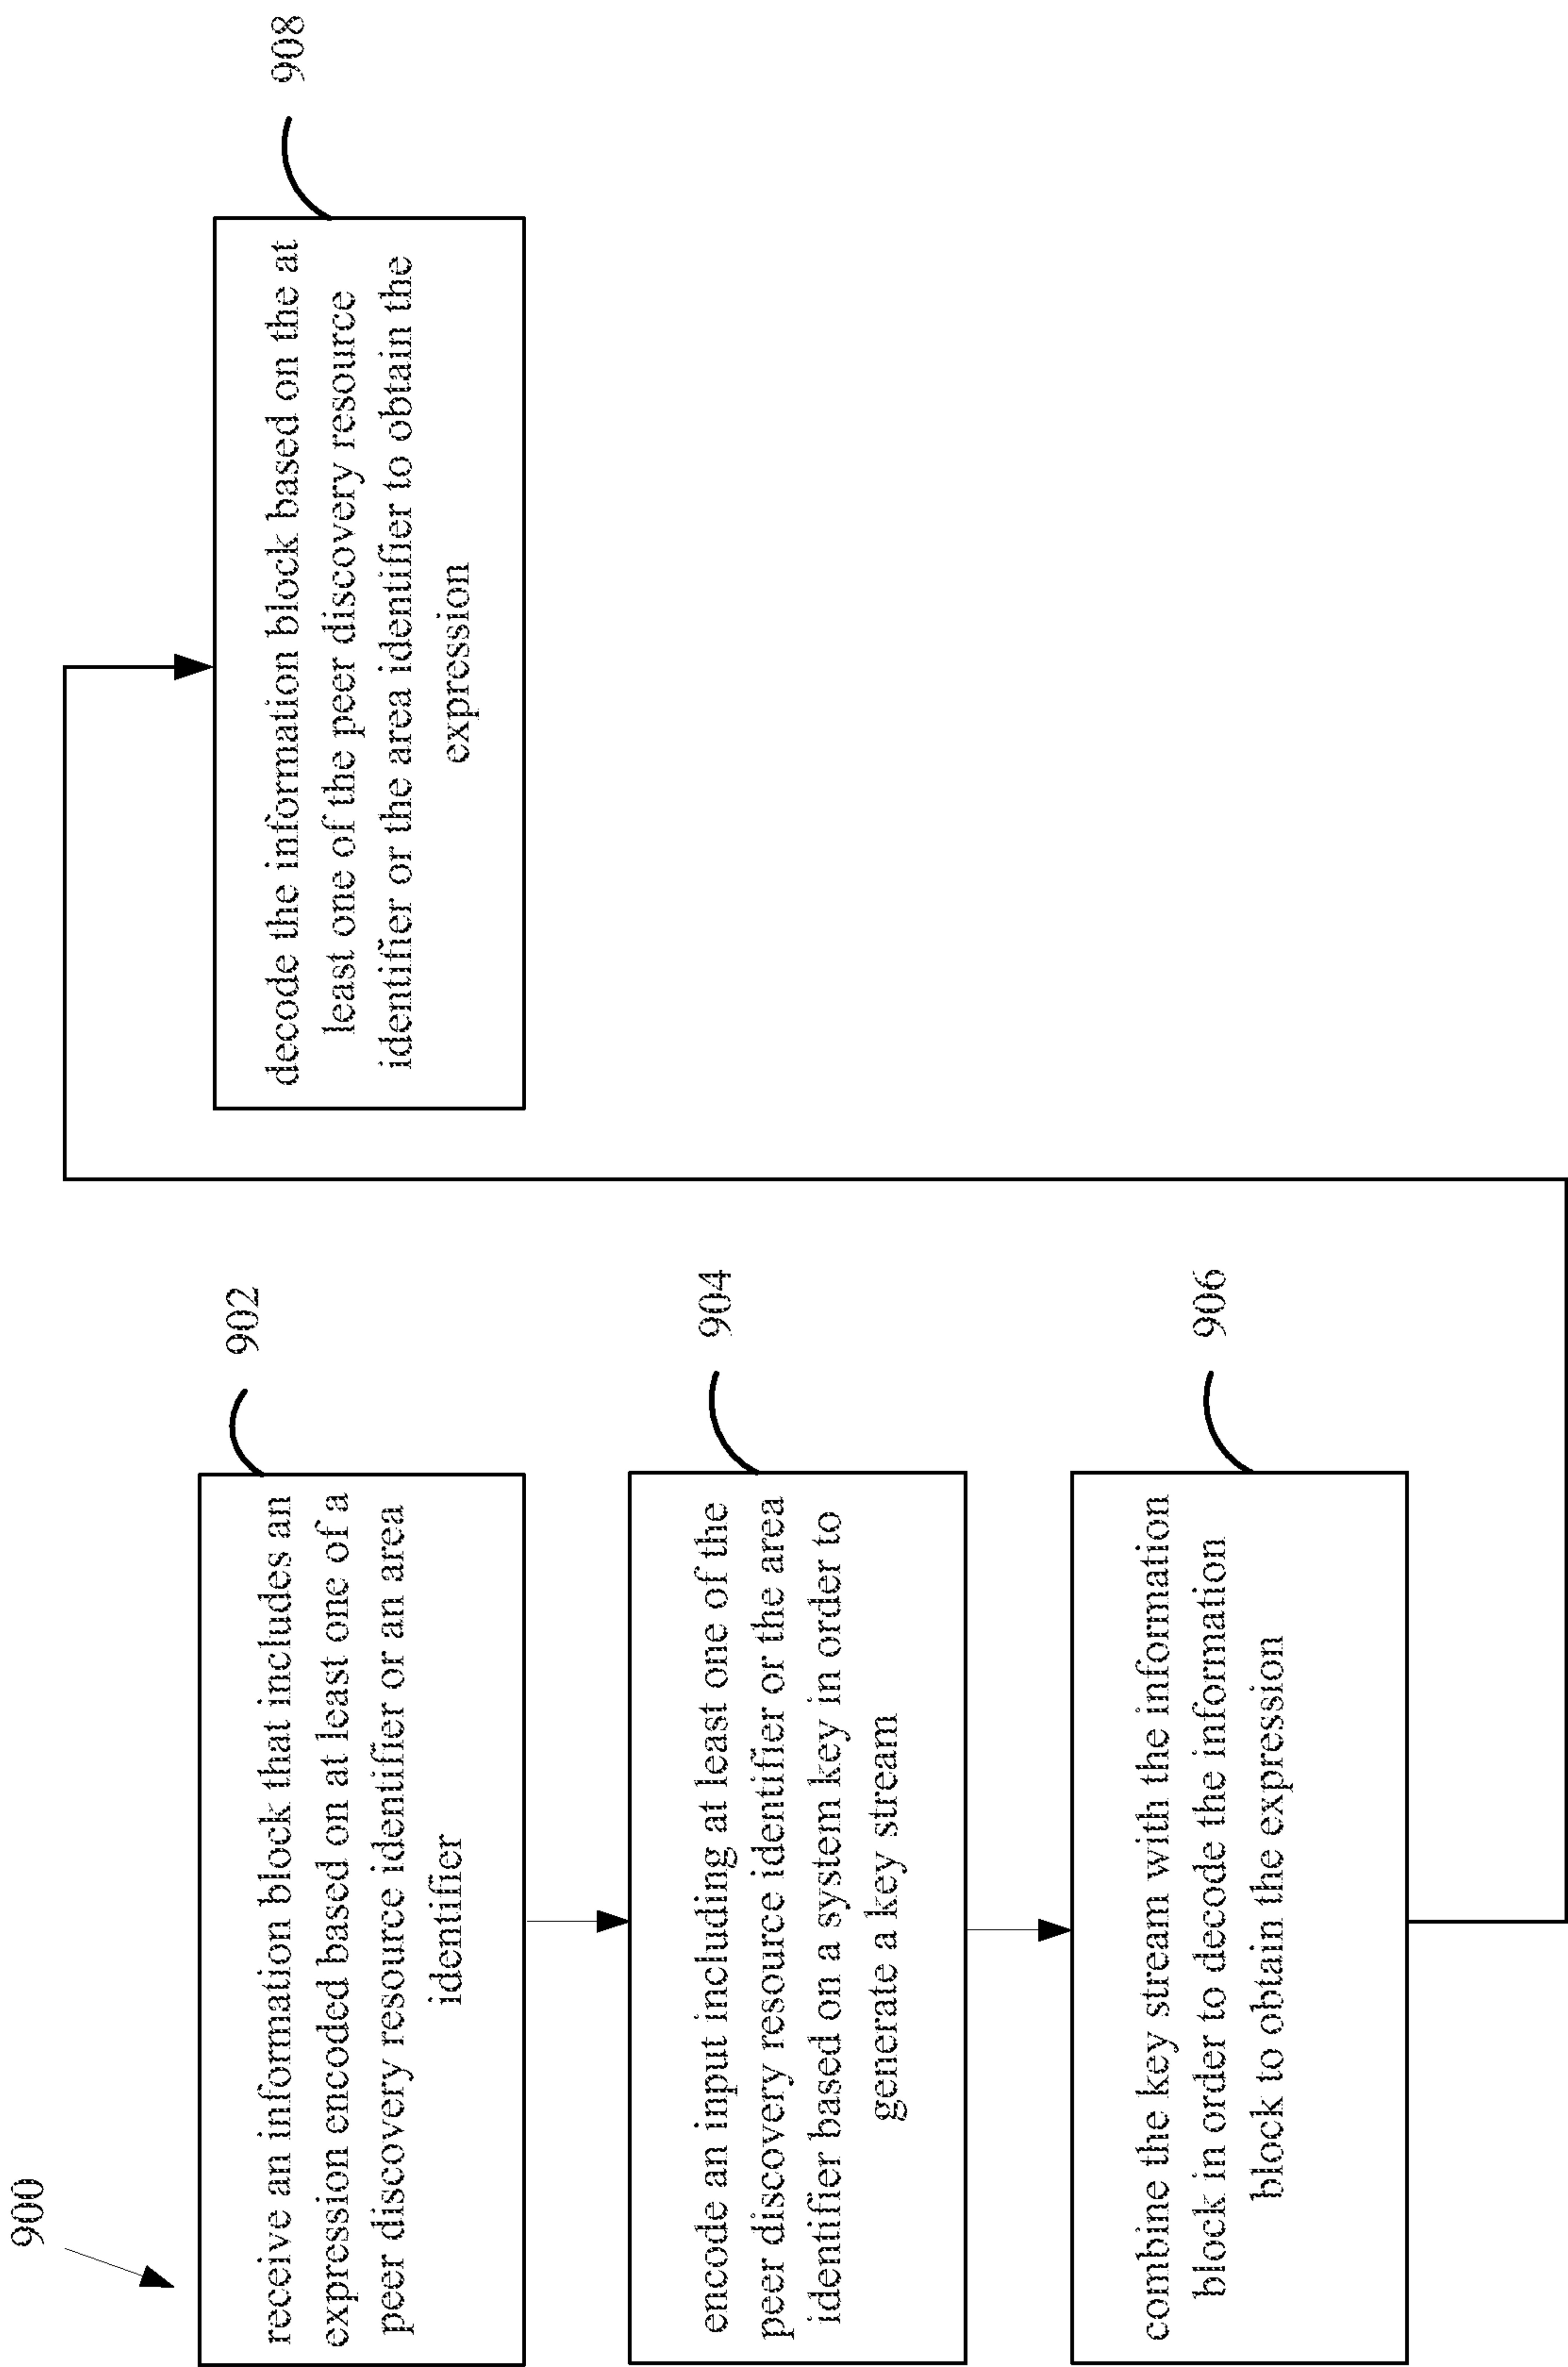 900
902
receive an information block that includes an
expression encoded based on at least one of a
peer discovery resource identifier or an area
identifier
904
encode an input including at least one of the
peer discovery resource identifier or the area
identifier based on a system key in order to
generate a key stream
906
combine the key stream with the information
block in order to decode the information
block to obtain the expression
908
decode the information block based on the at
least one of the peer discovery resource
identifier or the area identifier to obtain the
expression